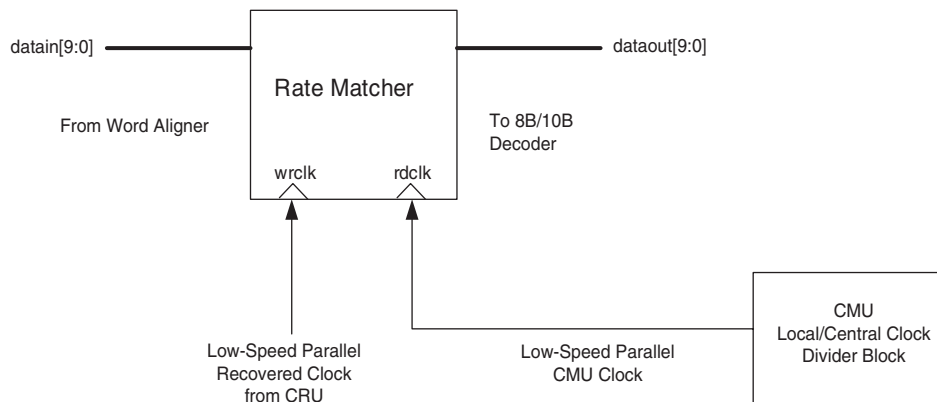 datain[9:0]
dataout[9:0]
Rate Matcher
From Word Aligner
To 8B/10B
Decoder
wrclk
rdclk
CMU
Local/Central Clock
Divider Block
Low-Speed Parallel
Recovered Clock
from CRU
Low-Speed Parallel
CMU Clock